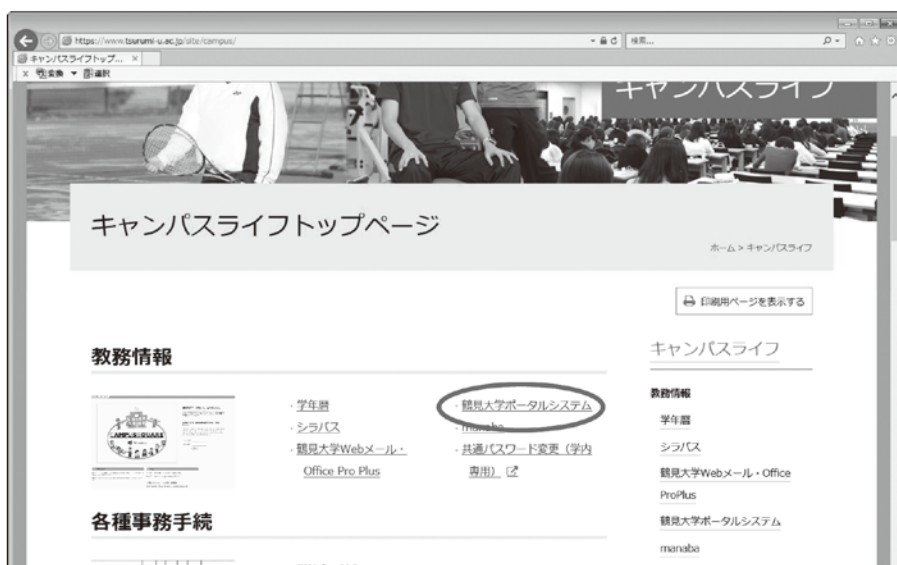 https://www.tsurumi-u.ac.jp/site/campus/
検索...
キャンパスライフトップ... ×
× 変換 ▼ 選択
キャンパスライフ
キャンパスライフトップページ
ホーム > キャンパスライフ
印刷用ページを表示する
教務情報
CAMPUSSQUARE
・学年暦
・シラバス
・鶴見大学Webメール・
Office Pro Plus
・鶴見大学ポータルシステム
・manaba
・共通パスワード変更（学内
専用）
各種事務手続
キャンパスライフ
教務情報
学年暦
シラバス
鶴見大学Webメール・Office
ProPlus
鶴見大学ポータルシステム
manaba